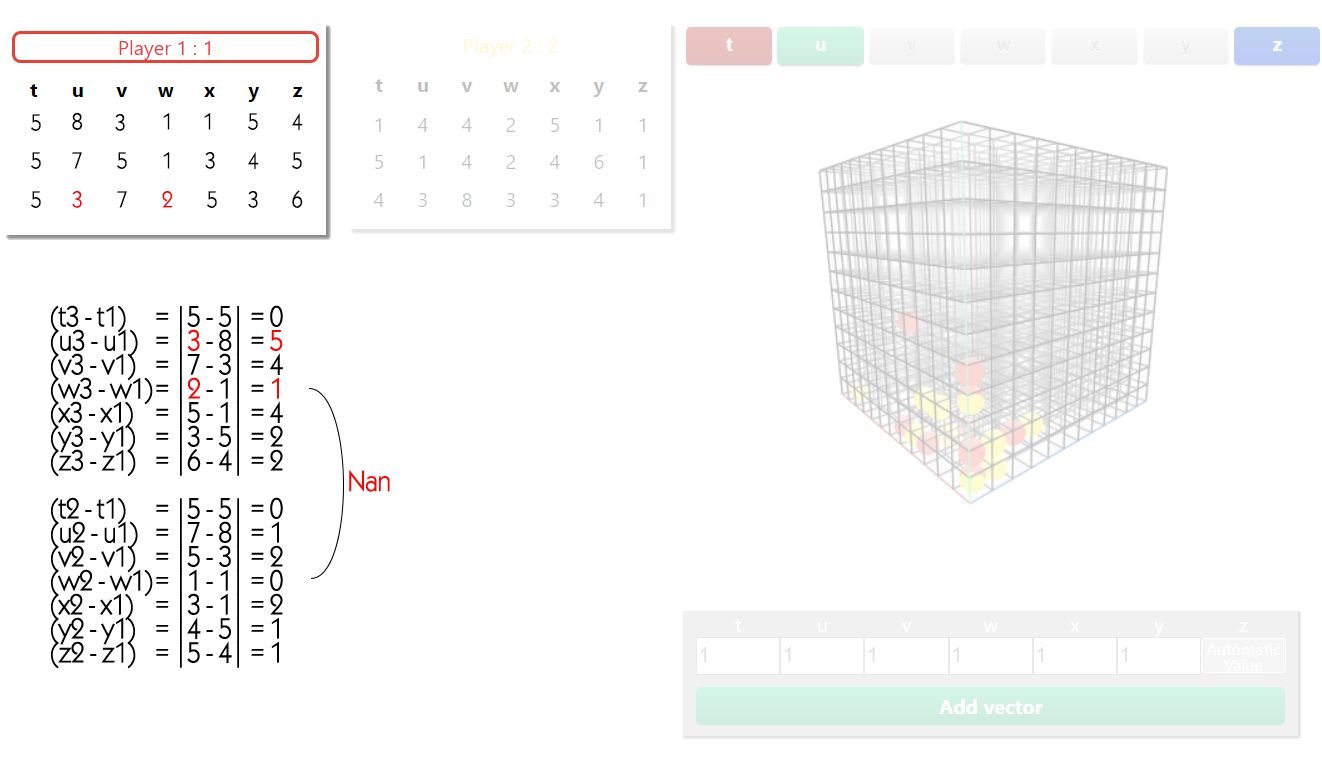 Player 1 : 1
t u v w x y z
5 8 3 1 1 5 4
5 7 5 1 3 4 5
5 3 7 2 5 3 6
Player 2 : 2
t u v w x y z
1 4 4 2 5 1 1
5 1 4 2 4 6 1
4 3 8 3 3 4 1
t u v w x y z
(t3 - t1) = |5 - 5| = 0
(u3 - u1) = |3 - 8| = 5
(v3 - v1) = |7 - 3| = 4
(w3 - w1) = |2 - 1| = 1
(x3 - x1) = |5 - 1| = 4
(y3 - y1) = |3 - 5| = 2
(z3 - z1) = |6 - 4| = 2
Nan
(t2 - t1) = |5 - 5| = 0
(u2 - u1) = |7 - 8| = 1
(v2 - v1) = |5 - 3| = 2
(w2 - w1) = |1 - 1| = 0
(x2 - x1) = |3 - 1| = 2
(y2 - y1) = |4 - 5| = 1
(z2 - z1) = |5 - 4| = 1
t u v w x y z
1 1 1 1 1 1 Automatic
Value
Add vector